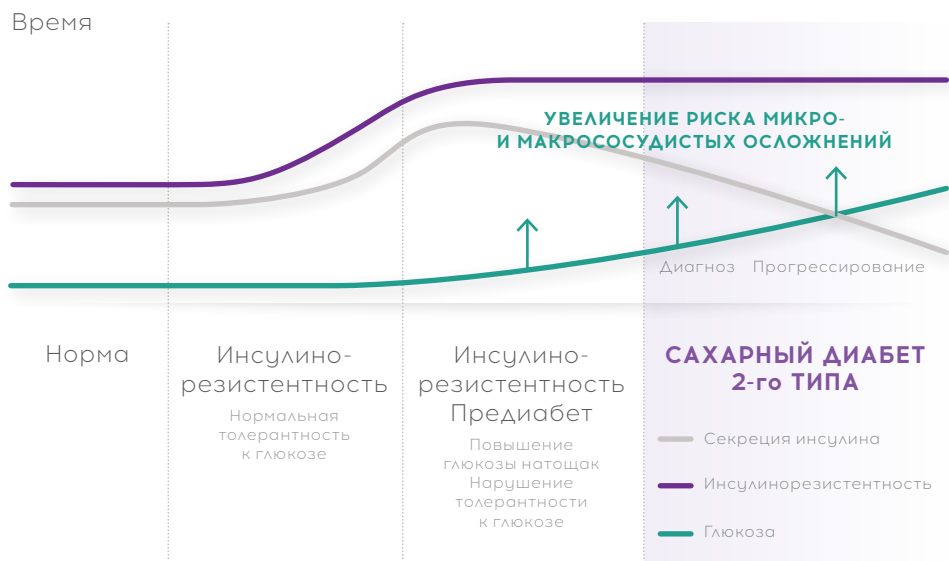 Время
УВЕЛИЧЕНИЕ РИСКА МИКРО-
И МАКРОСОСУДИСТЫХ ОСЛОЖНЕНИЙ
Диагноз
Прогрессирование
Норма
Инсулино-
резистентность
Нормальная
толерантность
к глюкозе
Инсулино-
резистентность
Предиабет
Повышение
глюкозы натощак
Нарушение
толерантности
к глюкозе
САХАРНЫЙ ДИАБЕТ
2-го ТИПА
Секреция инсулина
Инсулинорезистентность
Глюкоза